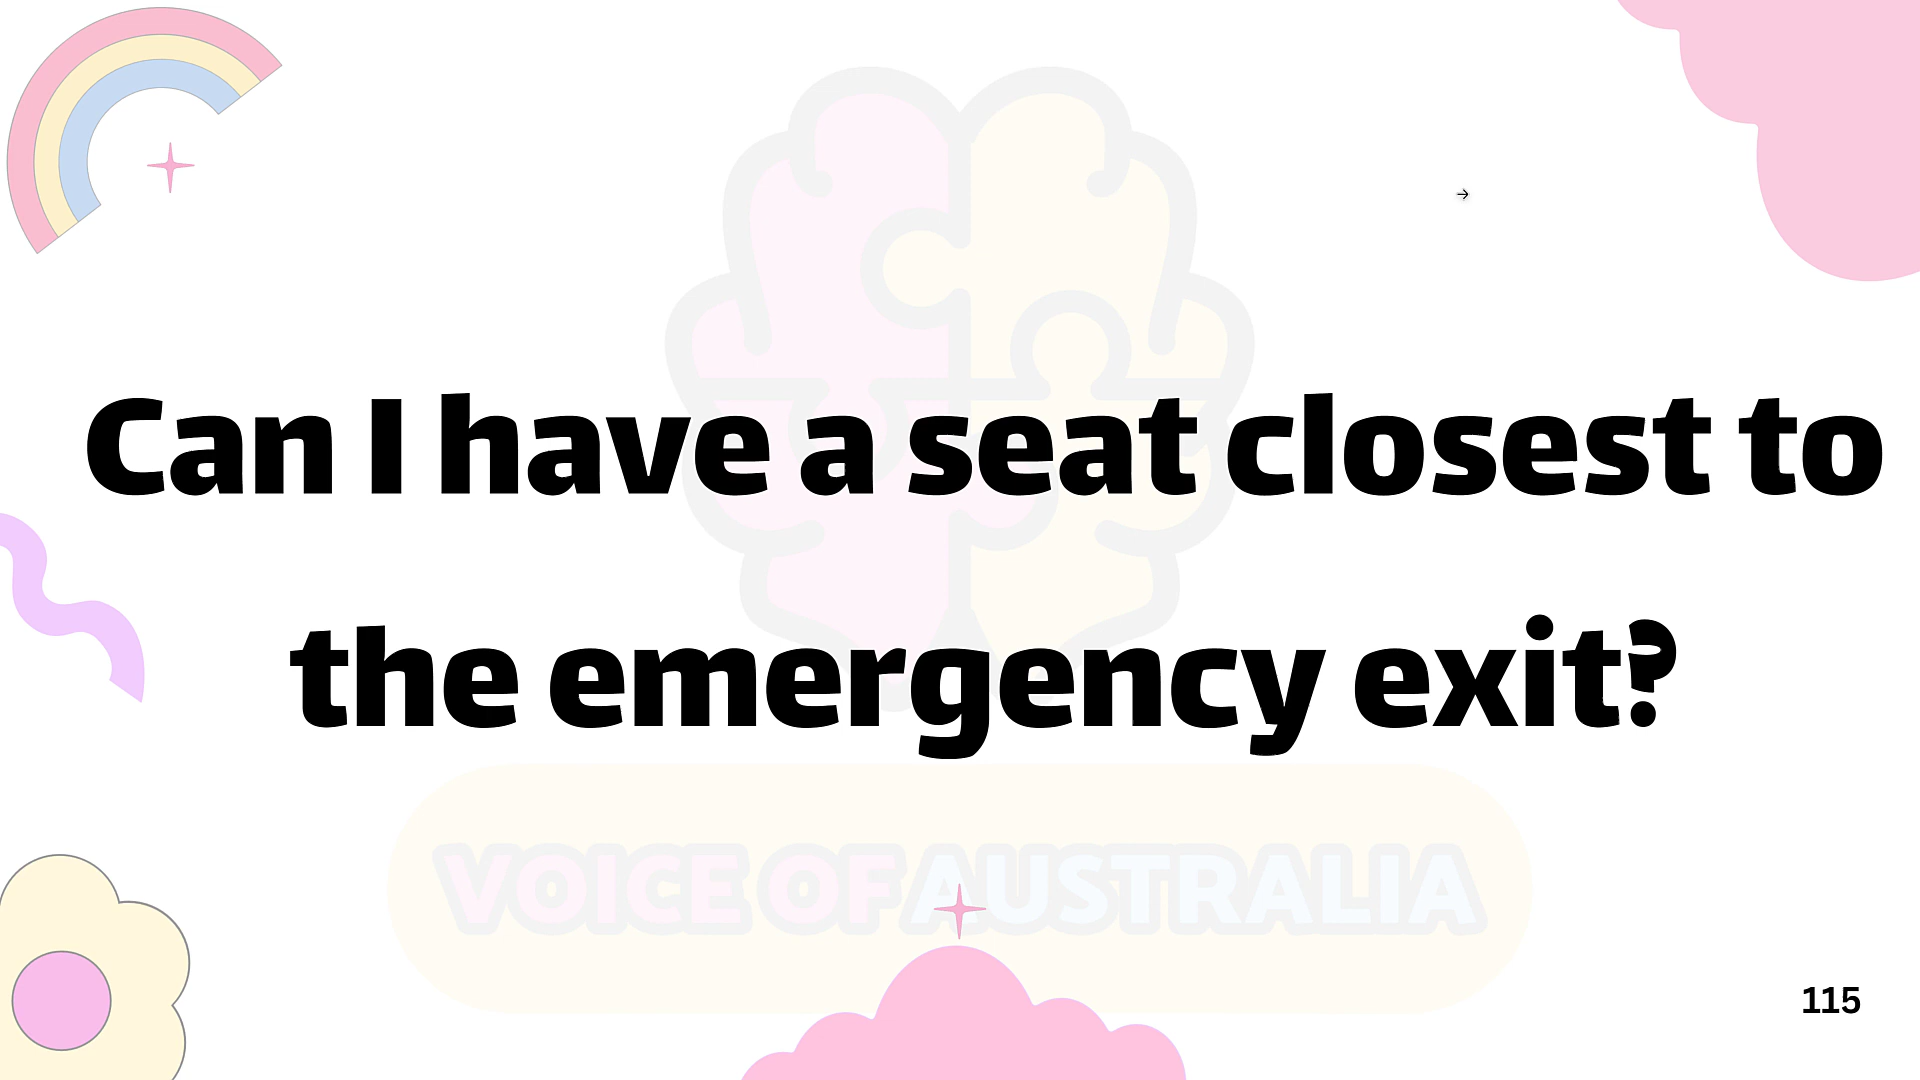 Can I have a seat closest to
the emergency exit?
VOICE OF AUSTRALIA
115